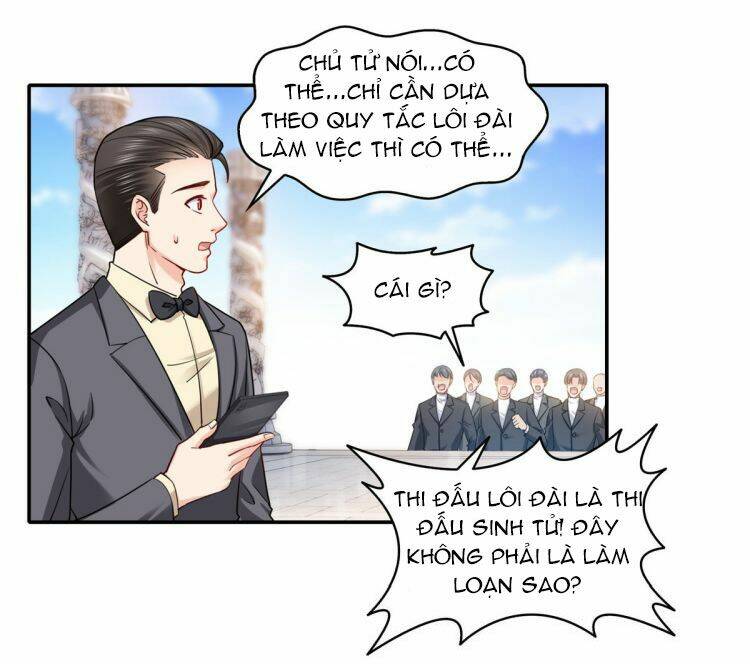 CHỦ TỬ NÓI...CÓ
THỂ...CHỈ CẦN DỰA
THEO QUY TẮC LÔI ĐÀI
LÀM VIỆC THÌ CÓ THỂ...
CÁI GÌ?
THI ĐẤU LÔI ĐÀI LÀ THI
ĐẤU SINH TỬ! ĐÂY
KHÔNG PHẢI LÀ LÀM
LOẠN SAO?